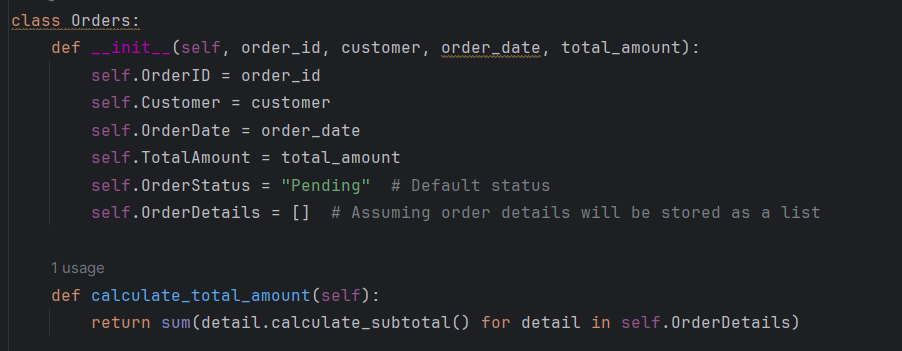 class Orders:
    def __init__(self, order_id, customer, order_date, total_amount):
        self.OrderID = order_id
        self.Customer = customer
        self.OrderDate = order_date
        self.TotalAmount = total_amount
        self.OrderStatus = "Pending"  # Default status
        self.OrderDetails = []  # Assuming order details will be stored as a list
    1 usage
    def calculate_total_amount(self):
        return sum(detail.calculate_subtotal() for detail in self.OrderDetails)